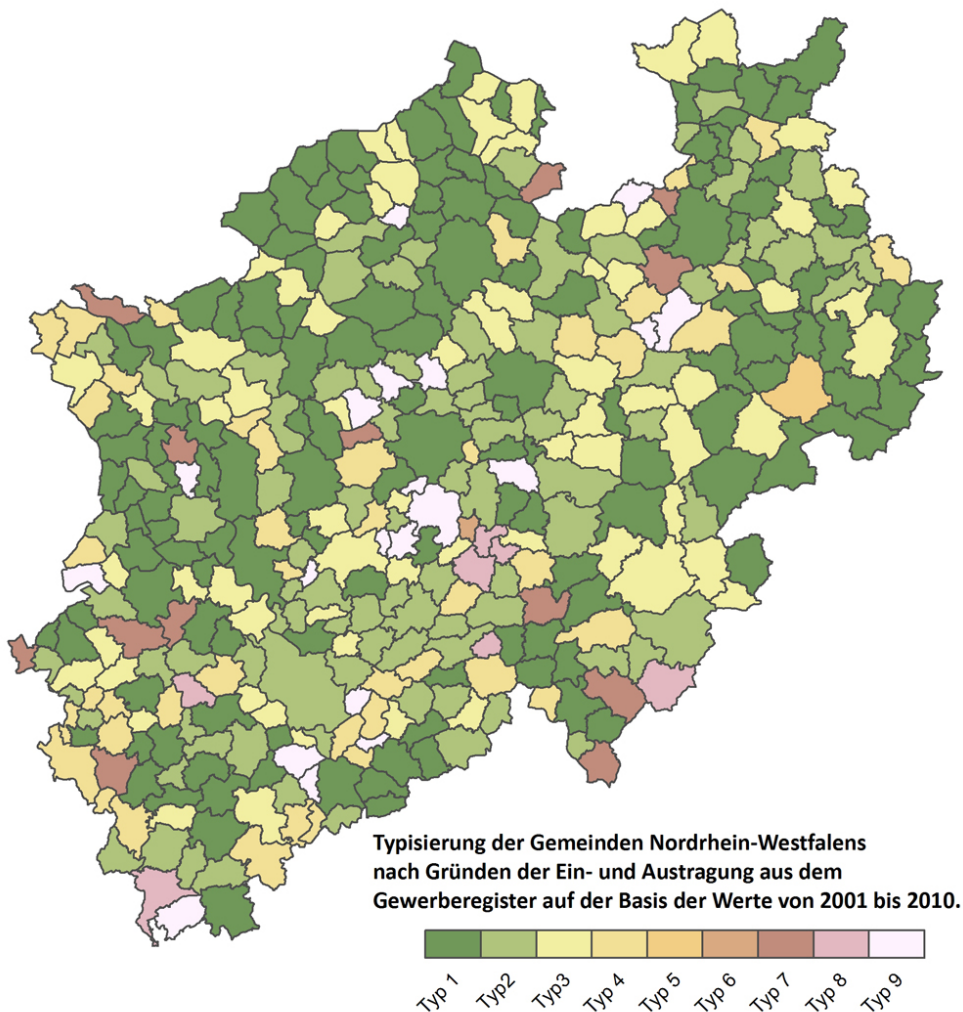 Typisierung der Gemeinden Nordrhein-Westfalens
nach Gründen der Ein- und Austragung aus dem
Gewerberegister auf der Basis der Werte von 2001 bis 2010.
Typ 1
Typ2
Typ3
Typ 4
Typ 5
Typ 6
Typ 7
Typ 8
Typ 9